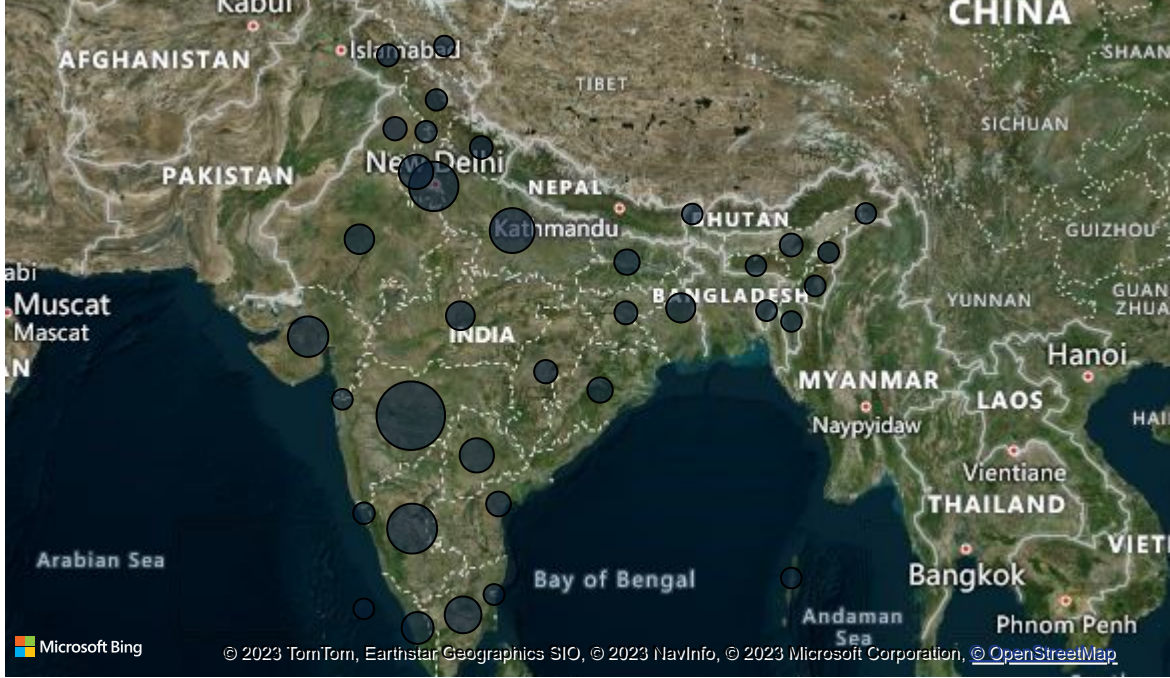 Kabul
CHINA
Islamabad
AFGHANISTAN
SHAAN
TIBET
SICHUAN
New Delhi
PAKISTAN
NEPAL
BHUTAN
Kathmandu
GUIZHOU
abi
BANGLADESH
GUAN
YUNNAN
ZHUA
Muscat
Mascat
INDIA
Hanoi
AN
MYANMAR
LAOS
HAI
Naypyidaw
Vientiane
THAILAND
VIET
Arabian Sea
Bay of Bengal
Bangkok
Andaman
Sea
Phnom Penh
Microsoft Bing
© 2023 TomTom, Earthstar Geographics SIO, © 2023 NavInfo, © 2023 Microsoft Corporation, © OpenStreetMap